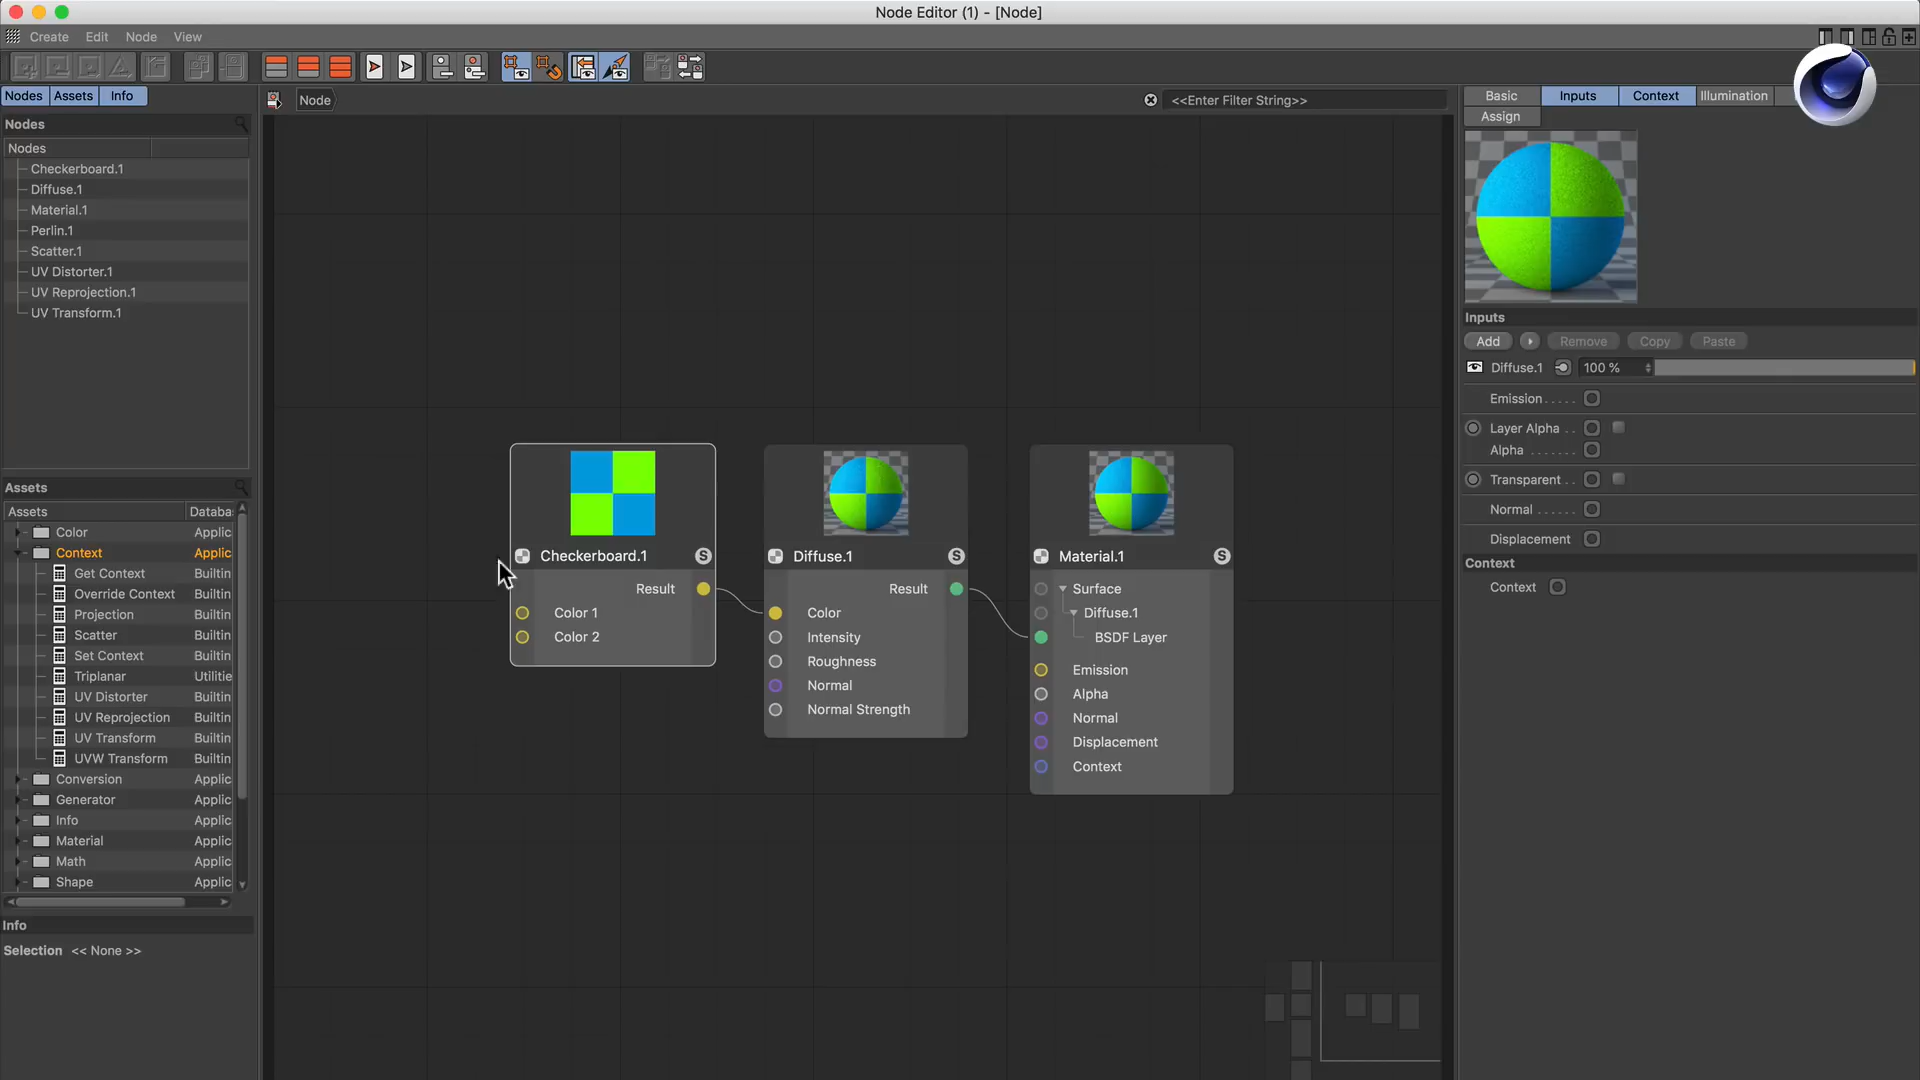 Node Editor (1) - [Node]
Create Edit Node View
Nodes Assets Info
Node
<<Enter Filter String>>
Basic Inputs Context Illumination
Assign
Nodes
Nodes
Checkerboard.1
Diffuse.1
Material.1
Perlin.1
Scatter.1
UV Distorter.1
UV Reprojection.1
UV Transform.1
Assets
Assets Databa
Color Applic
Context Applic
Get Context Builtin
Override Context Builtin
Projection Builtin
Scatter Builtin
Set Context Builtin
Triplanar Utilitie
UV Distorter Builtin
UV Reprojection Builtin
UV Transform Builtin
UVW Transform Builtin
Conversion Applic
Generator Applic
Info Applic
Material Applic
Math Applic
Shape Applic
Info
Selection << None >>
Checkerboard.1 S
Result
Color 1
Color 2
Diffuse.1 S
Result
Color
Intensity
Roughness
Normal
Normal Strength
Material.1 S
Surface
Diffuse.1
BSDF Layer
Emission
Alpha
Normal
Displacement
Context
Inputs
Add Remove Copy Paste
Diffuse.1 100 %
Emission . . . . .
Layer Alpha . .
Alpha . . . . . . .
Transparent . .
Normal . . . . . .
Displacement
Context
Context